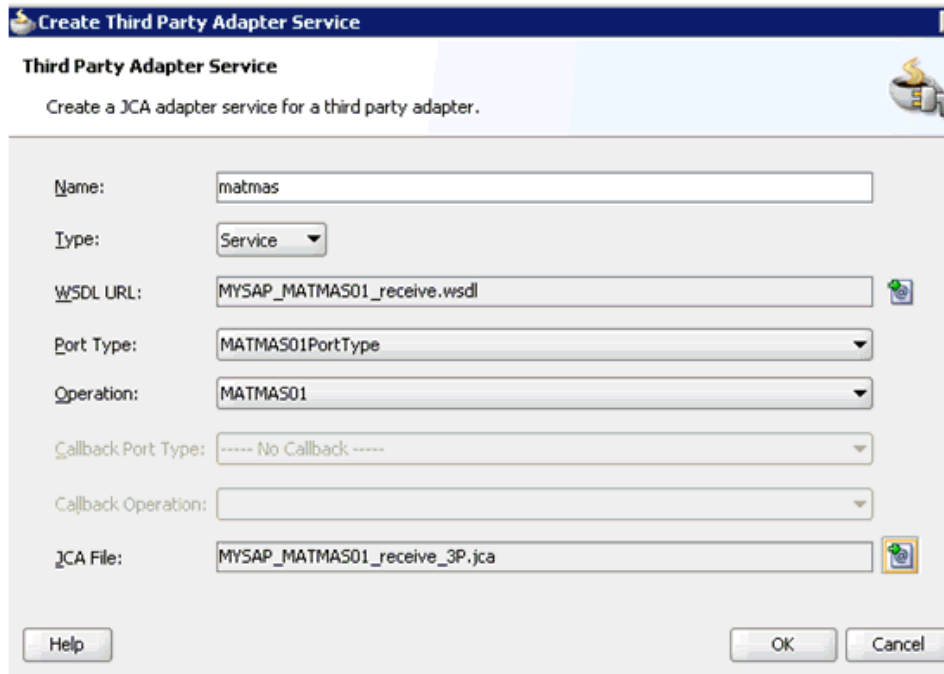 Create Third Party Adapter Service
Third Party Adapter Service
Create a JCA adapter service for a third party adapter.
Name: matmas
Type: Service
WSDL URL: MYSAP_MATMAS01_receive.wsdl
Port Type: MATMAS01PortType
Operation: MATMAS01
Callback Port Type: ----- No Callback -----
Callback Operation:
JCA File: MYSAP_MATMAS01_receive_3P.jca
Help OK Cancel